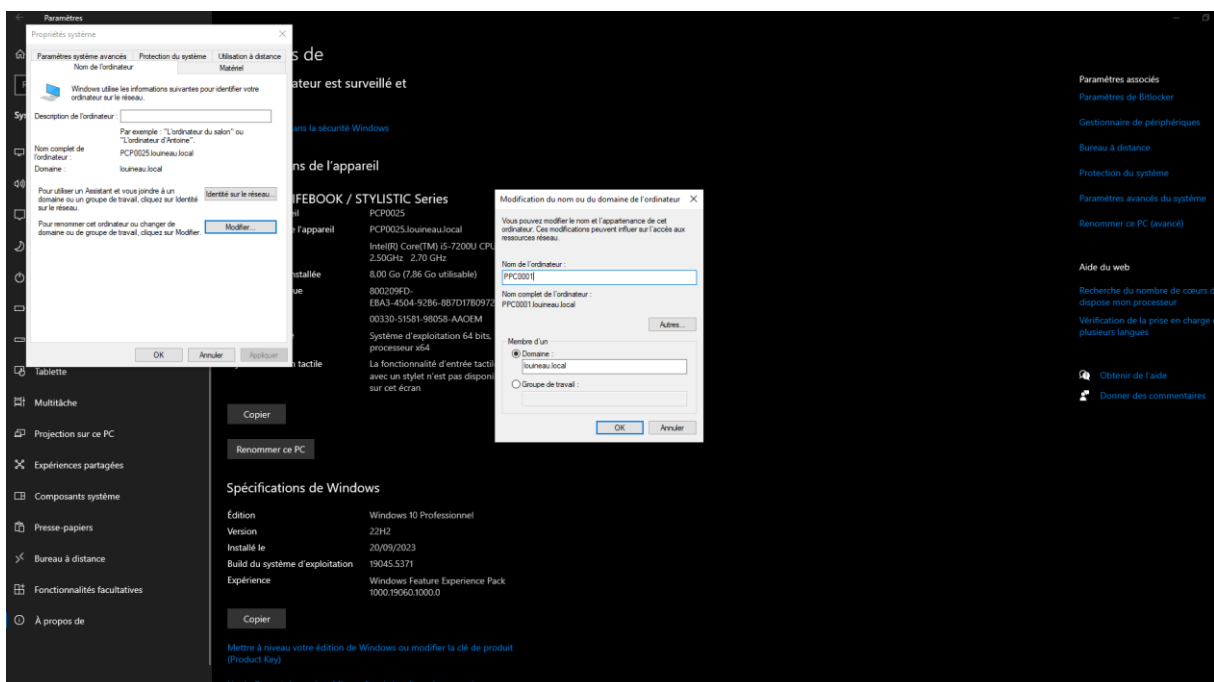 Paramètres
Propriétés système
Paramètres système avancés
Protection du système
Utilisation à distance
Nom de l'ordinateur
Matériel
Windows utilise les informations suivantes pour identifier votre
ordinateur sur le réseau.
Description de l'ordinateur :
Par exemple : "L'ordinateur du salon" ou
"L'ordinateur d'Antoine".
Nom complet de
l'ordinateur :
PCP0025.louineau.local
Domaine :
louineau.local
Pour utiliser un Assistant et vous joindre à un
domaine ou un groupe de travail, cliquez sur Identité
sur le réseau.
Identité sur le réseau...
Pour renommer cet ordinateur ou changer de
domaine ou de groupe de travail, cliquez sur Modifier.
Modifier...
OK
Annuler
Appliquer
Sys
Tablette
Multitâche
Projection sur ce PC
Expériences partagées
Composants système
Presse-papiers
Bureau à distance
Fonctionnalités facultatives
À propos de
s de
ateur est surveillé et
ans la sécurité Windows
ns de l'appareil
IFEBOOK / STYLISTIC Series
il
PCP0025
e l'appareil
PCP0025.louineau.local
Intel(R) Core(TM) i5-7200U CPU
2.50GHz 2.70 GHz
nstallée
8,00 Go (7,86 Go utilisable)
ue
800209FD-
EBA3-4504-9286-887D17B0972
00330-51581-98058-AAOEM
Système d'exploitation 64 bits,
processeur x64
n tactile
La fonctionnalité d'entrée tactil
avec un stylet n'est pas disponi
sur cet écran
Copier
Renommer ce PC
Spécifications de Windows
Édition
Windows 10 Professionnel
Version
22H2
Installé le
20/09/2023
Build du système d'exploitation
19045.5371
Expérience
Windows Feature Experience Pack
1000.19060.1000.0
Copier
Mettre à niveau votre édition de Windows ou modifier la clé de produit
(Product Key)
Modification du nom ou du domaine de l'ordinateur
Vous pouvez modifier le nom et l'appartenance de cet
ordinateur. Ces modifications peuvent influer sur l'accès aux
ressources réseau.
Nom de l'ordinateur :
PPC0001
Nom complet de l'ordinateur :
PPC0001.louineau.local
Autres...
Membre d'un
Domaine :
louineau.local
Groupe de travail :
OK
Annuler
Paramètres associés
Paramètres de Bitlocker
Gestionnaire de périphériques
Bureau à distance
Protection du système
Paramètres avancés du système
Renommer ce PC (avancé)
Aide du web
Recherche du nombre de cœurs d
dispose mon processeur
Vérification de la prise en charge
plusieurs langues
Obtenir de l'aide
Donner des commentaires